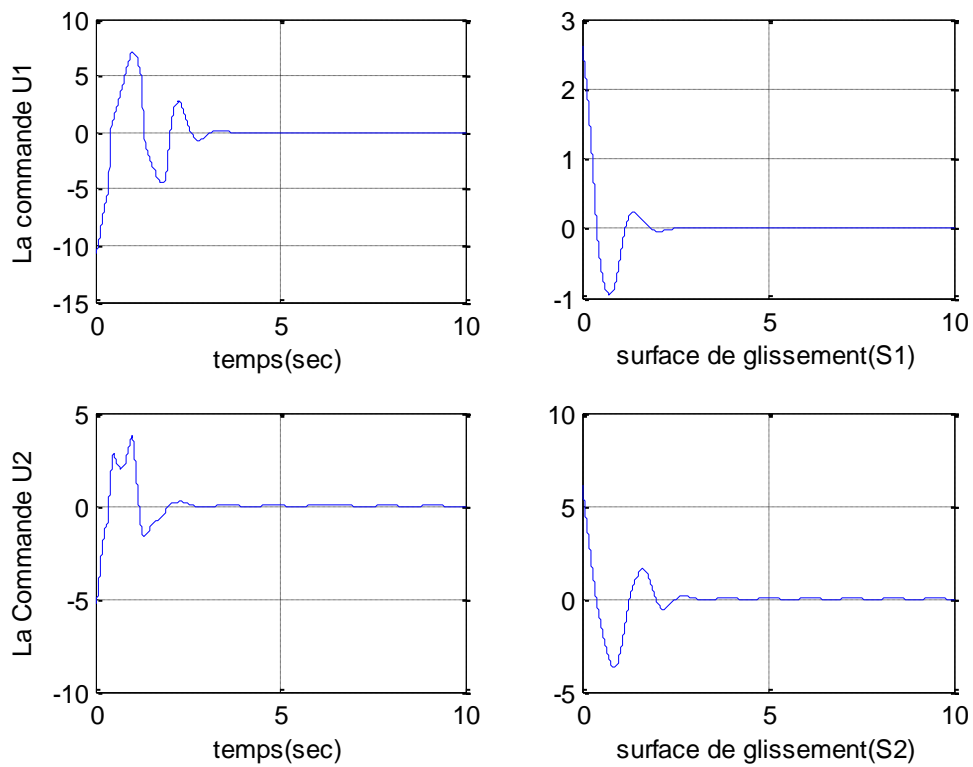 La commande U1
10
5
0
-5
-10
-15
0 5 10
temps(sec)
3
2
1
0
-1
0 5 10
surface de glissement(S1)
La Commande U2
5
0
-5
-10
0 5 10
temps(sec)
10
5
0
-5
0 5 10
surface de glissement(S2)